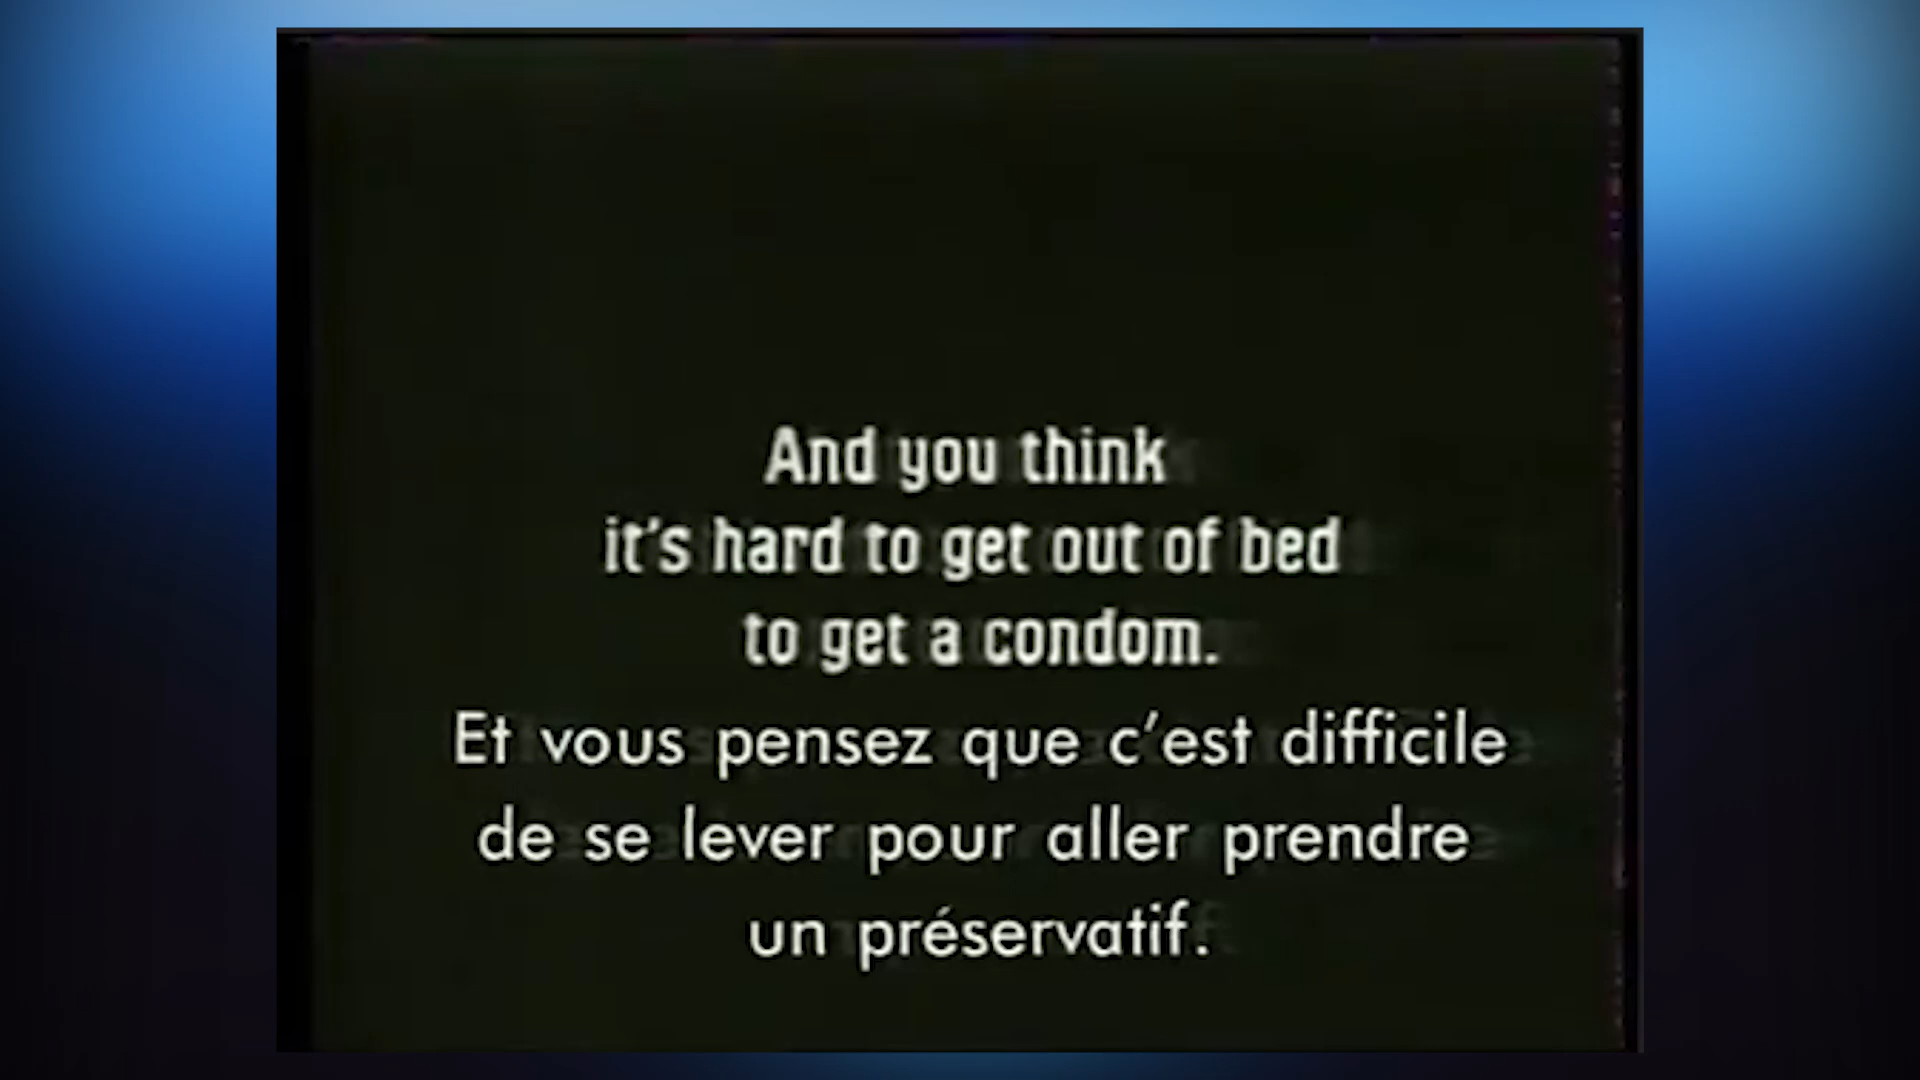 And you think
it's hard to get out of bed
to get a condom.
Et vous pensez que c'est difficile
de se lever pour aller prendre
un préservatif.